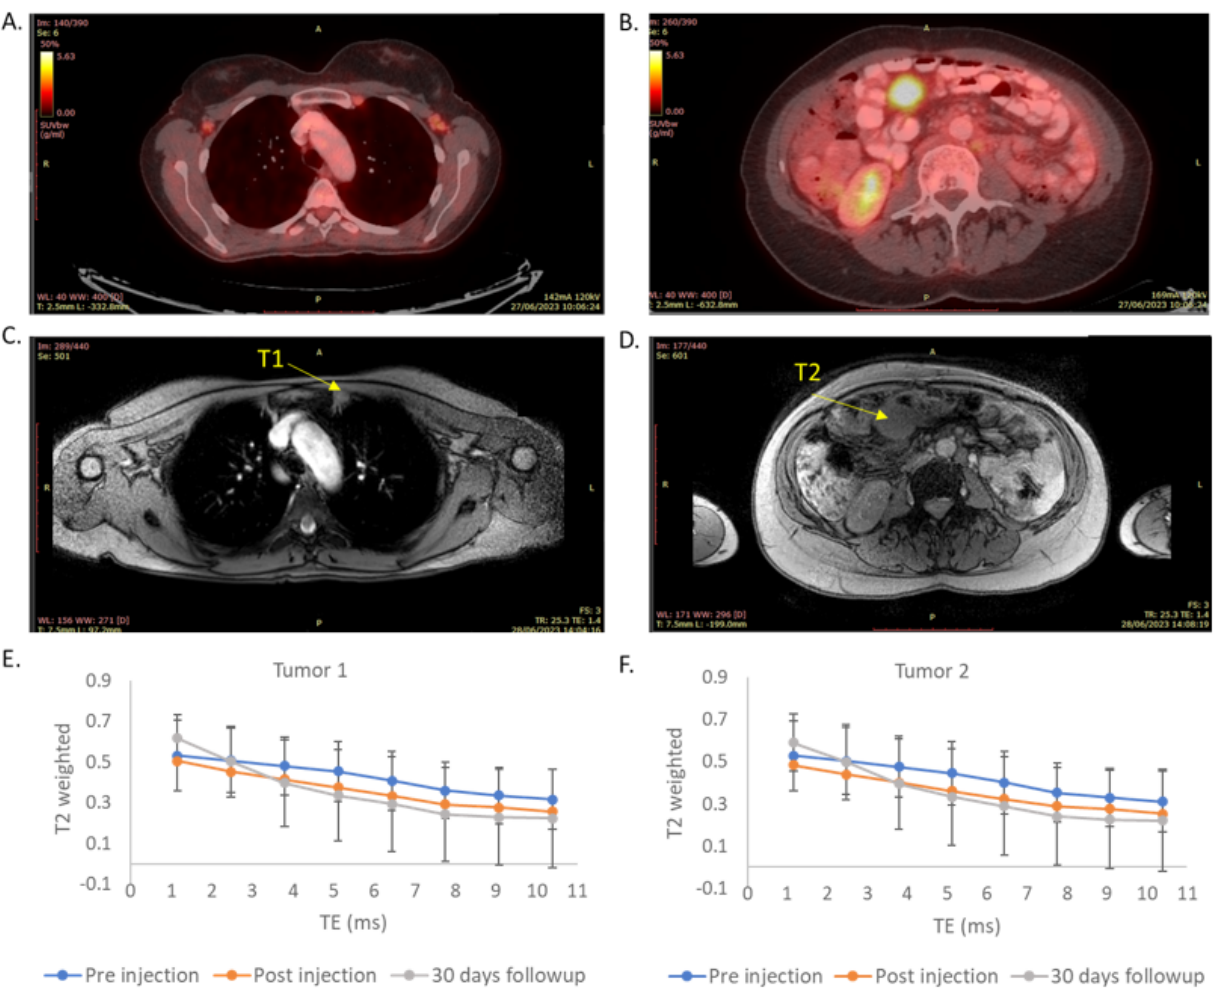 A.
Im: 140/390
Se: 6
50%
5.63
0.00
SUVbw
(g/ml)
A
R
L
P
WL: 40 WW: 400 [D]
T: 2.5mm L: -332.8mm
142mA 120kV
27/06/2023 10:06:24
B.
Im: 260/390
Se: 6
50%
5.63
0.00
SUVbw
(g/ml)
A
R
L
P
WL: 40 WW: 400 [D]
T: 2.5mm L: -632.8mm
169mA 120kV
27/06/2023 10:06:24
C.
Im: 289/440
Se: 501
A
T1
R
L
P
WL: 156 WW: 271 [D]
T: 7.5mm L: 97.2mm
FS: 3
TR: 25.3 TE: 1.4
28/06/2023 14:04:16
D.
Im: 177/440
Se: 601
A
T2
R
L
P
WL: 171 WW: 296 [D]
T: 7.5mm L: -199.0mm
FS: 3
TR: 25.3 TE: 1.4
28/06/2023 14:08:19
E.
Tumor 1
T2 weighted
0.9
0.7
0.5
0.3
0.1
-0.1
0 1 2 3 4 5 6 7 8 9 10 11
TE (ms)
Pre injection Post injection 30 days followup
F.
Tumor 2
T2 weighted
0.9
0.7
0.5
0.3
0.1
-0.1
0 1 2 3 4 5 6 7 8 9 10 11
TE (ms)
Pre injection Post injection 30 days followup